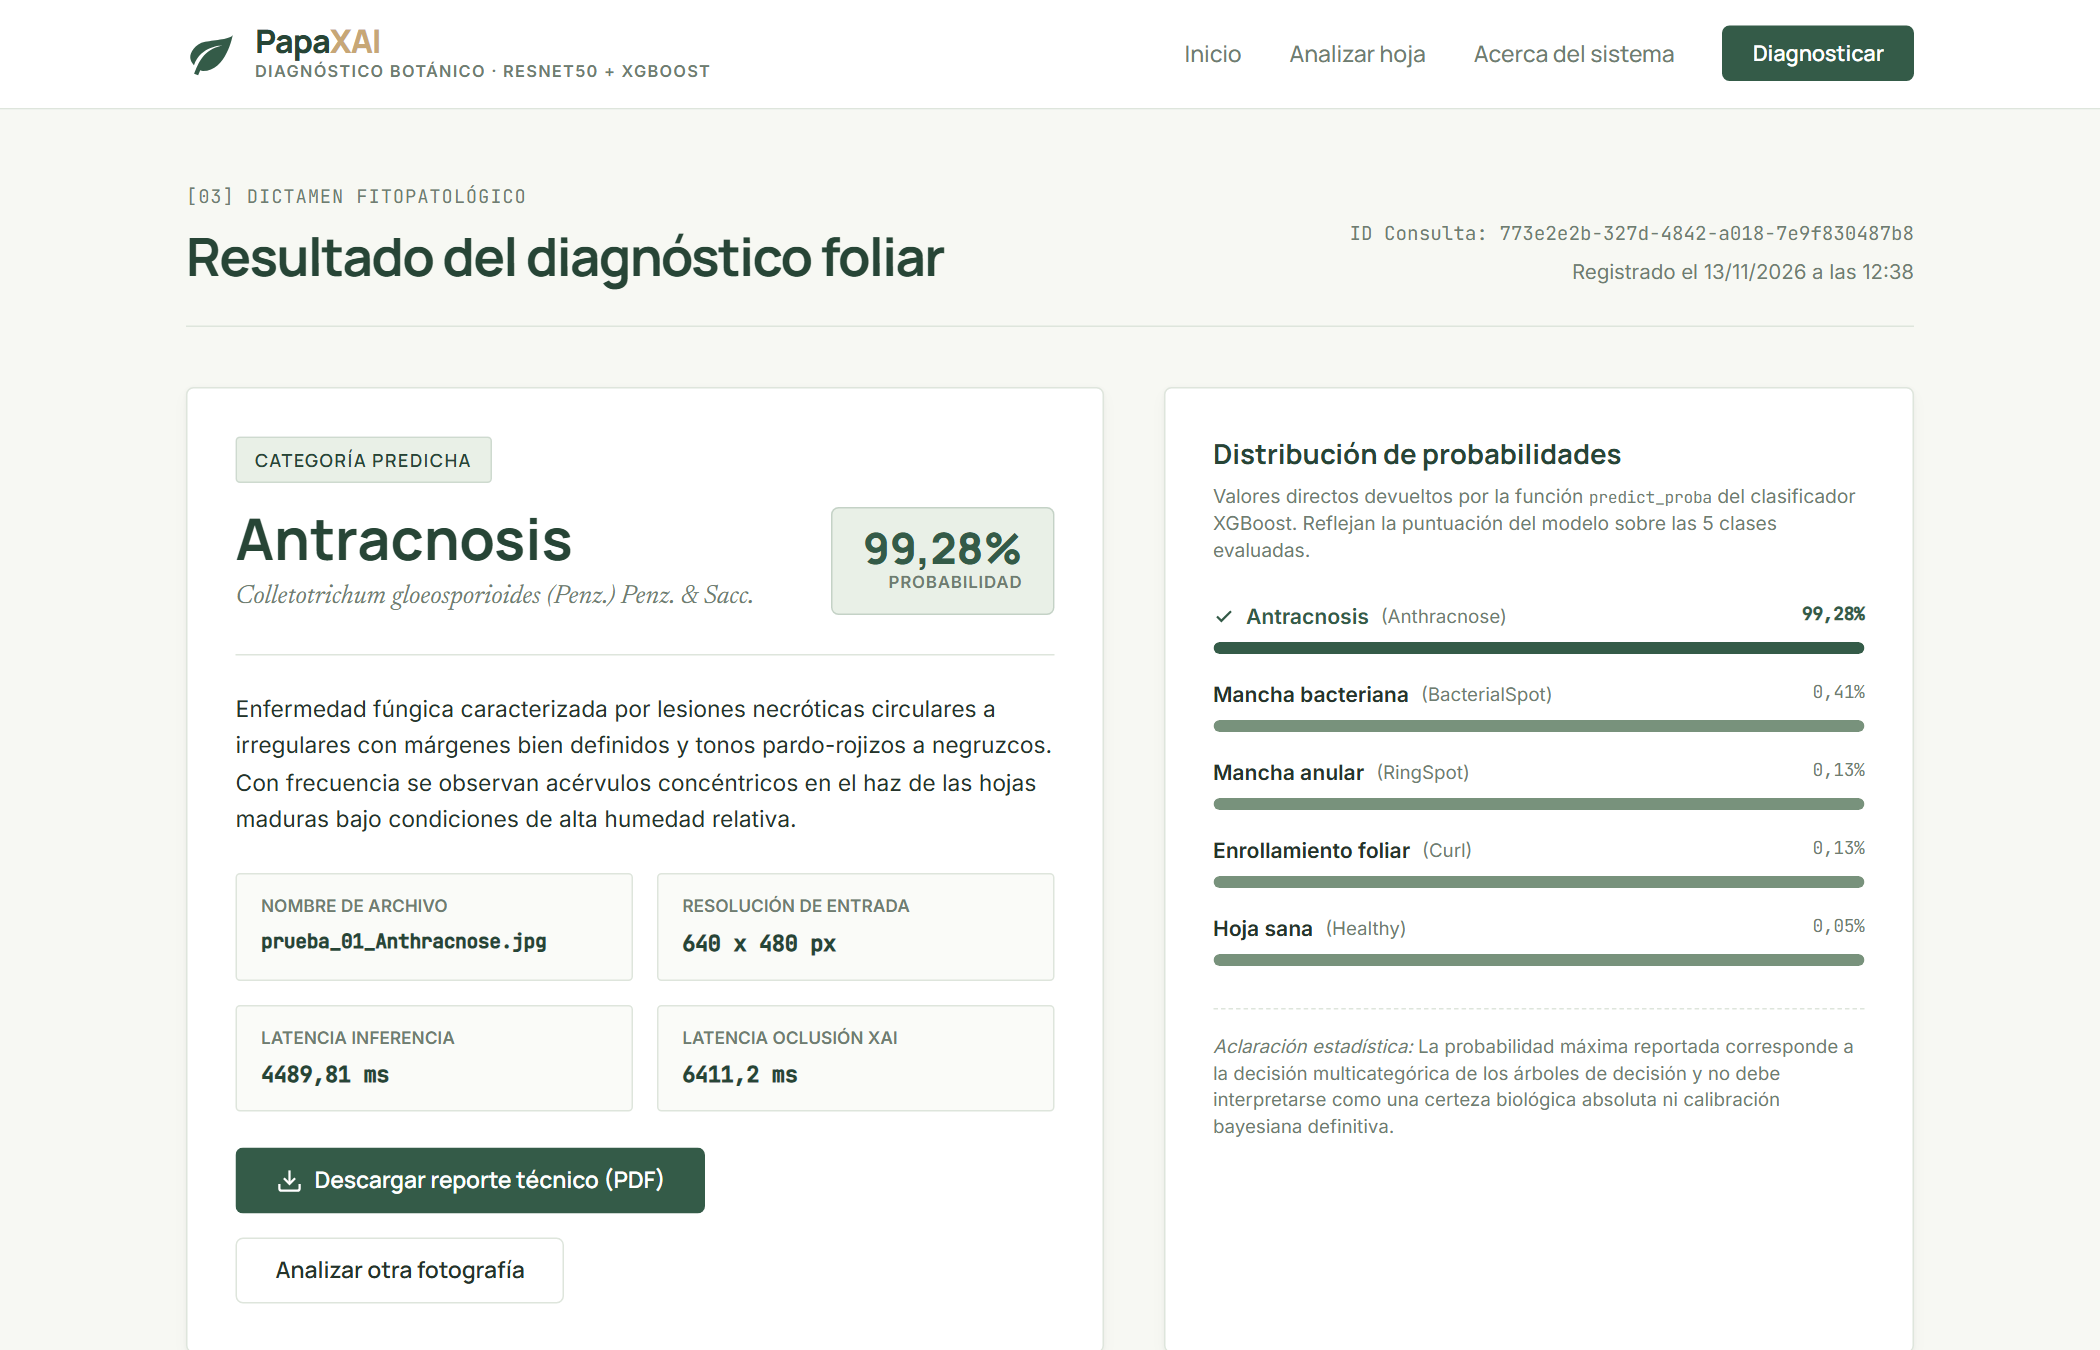 PapaXAI
DIAGNÓSTICO BOTÁNICO · RESNET50 + XGBOOST
Inicio
Analizar hoja
Acerca del sistema
Diagnosticar
[03] DICTAMEN FITOPATOLÓGICO
Resultado del diagnóstico foliar
ID Consulta: 773e2e2b-327d-4842-a018-7e9f830487b8
Registrado el 13/11/2026 a las 12:38
CATEGORÍA PREDICHA
Antracnosis
Colletotrichum gloeosporioides (Penz.) Penz. & Sacc.
99,28%
PROBABILIDAD
Enfermedad fúngica caracterizada por lesiones necróticas circulares a
irregulares con márgenes bien definidos y tonos pardo-rojizos a negruzcos.
Con frecuencia se observan acérvulos concéntricos en el haz de las hojas
maduras bajo condiciones de alta humedad relativa.
NOMBRE DE ARCHIVO
prueba_01_Anthracnose.jpg
RESOLUCIÓN DE ENTRADA
640 x 480 px
LATENCIA INFERENCIA
4489,81 ms
LATENCIA OCLUSIÓN XAI
6411,2 ms
Descargar reporte técnico (PDF)
Analizar otra fotografía
Distribución de probabilidades
Valores directos devueltos por la función predict_proba del clasificador
XGBoost. Reflejan la puntuación del modelo sobre las 5 clases
evaluadas.
Antracnosis (Anthracnose) 99,28%
Mancha bacteriana (BacterialSpot) 0,41%
Mancha anular (RingSpot) 0,13%
Enrollamiento foliar (Curl) 0,13%
Hoja sana (Healthy) 0,05%
Aclaración estadística: La probabilidad máxima reportada corresponde a
la decisión multicategórica de los árboles de decisión y no debe
interpretarse como una certeza biológica absoluta ni calibración
bayesiana definitiva.